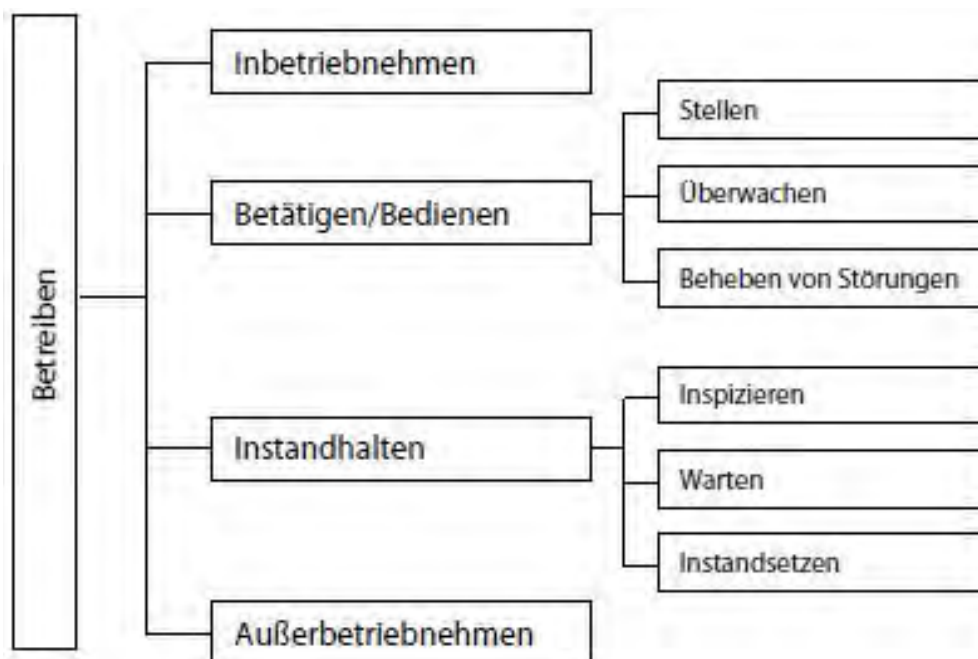 Betreiben
Inbetriebnehmen
Betätigen/Bedienen
Stellen
Überwachen
Beheben von Störungen
Instandhalten
Inspizieren
Warten
Instandsetzen
Außerbetriebnehmen